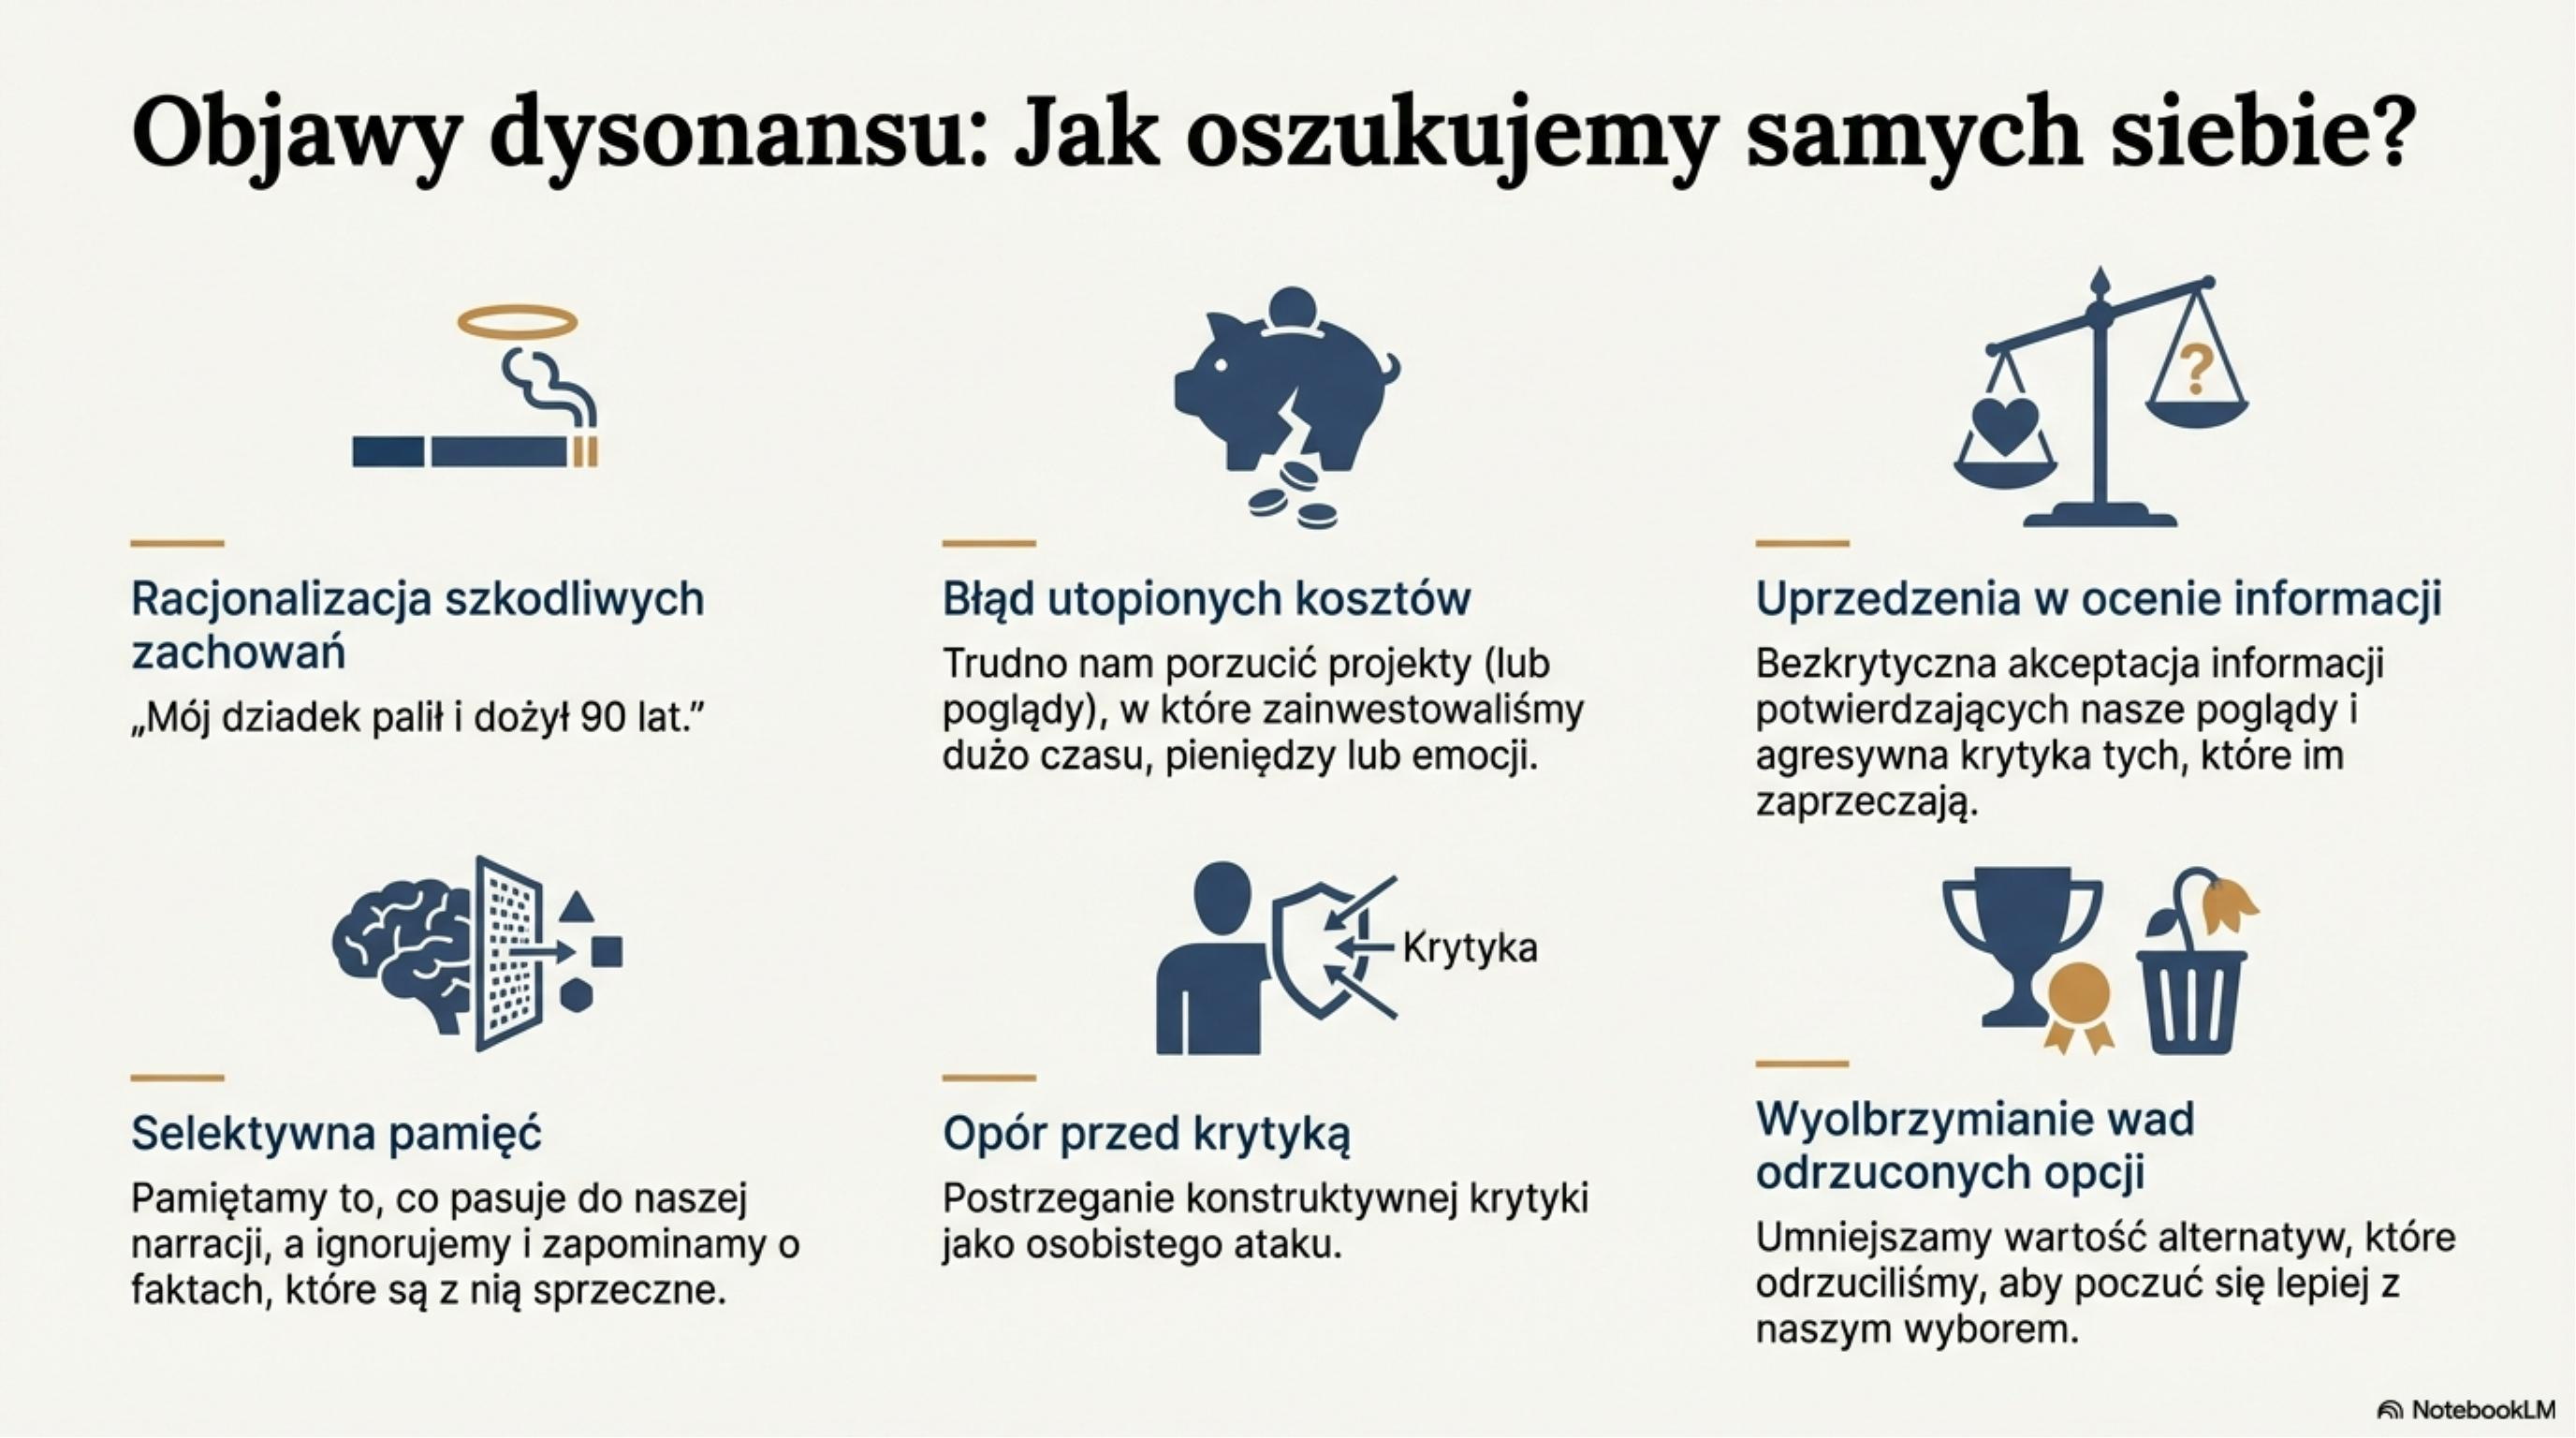 Objawy dysonansu: Jak oszukujemy samych siebie?
?
Racjonalizacja szkodliwych
zachowań
„Mój dziadek palił i dożył 90 lat.”
Błąd utopionych kosztów
Trudno nam porzucić projekty (lub
poglądy), w które zainwestowaliśmy
dużo czasu, pieniędzy lub emocji.
Uprzedzenia w ocenie informacji
Bezkrytyczna akceptacja informacji
potwierdzających nasze poglądy i
agresywna krytyka tych, które im
zaprzeczają.
Selektywna pamięć
Pamiętamy to, co pasuje do naszej
narracji, a ignorujemy i zapominamy o
faktach, które są z nią sprzeczne.
Krytyka
Opór przed krytyką
Postrzeganie konstruktywnej krytyki
jako osobistego ataku.
Wyolbrzymianie wad
odrzuconych opcji
Umniejszamy wartość alternatyw, które
odrzuciliśmy, aby poczuć się lepiej z
naszym wyborem.
NotebookLM